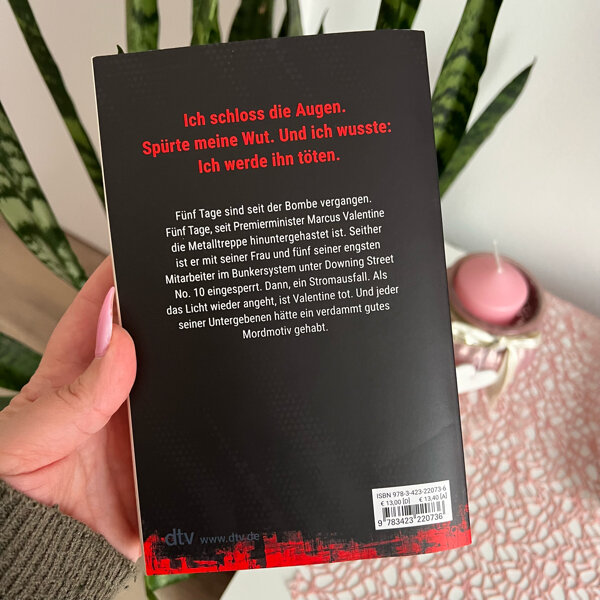 Ich schloss die Augen.
Spürte meine Wut. Und ich wusste:
Ich werde ihn töten.
Fünf Tage sind seit der Bombe vergangen.
Fünf Tage, seit Premierminister Marcus Valentine
die Metalltreppe hinuntergehastet ist. Seither
ist er mit seiner Frau und fünf seiner engsten
Mitarbeiter im Bunkersystem unter Downing Street
No. 10 eingesperrt. Dann, ein Stromausfall. Als
das Licht wieder angeht, ist Valentine tot. Und jeder
seiner Untergebenen hätte ein verdammt gutes
Mordmotiv gehabt.
ISBN 978-3-423-22073-6
€ 13,00 [D] € 13,40 [A]
9 783423 220736
dtv www.dtv.de